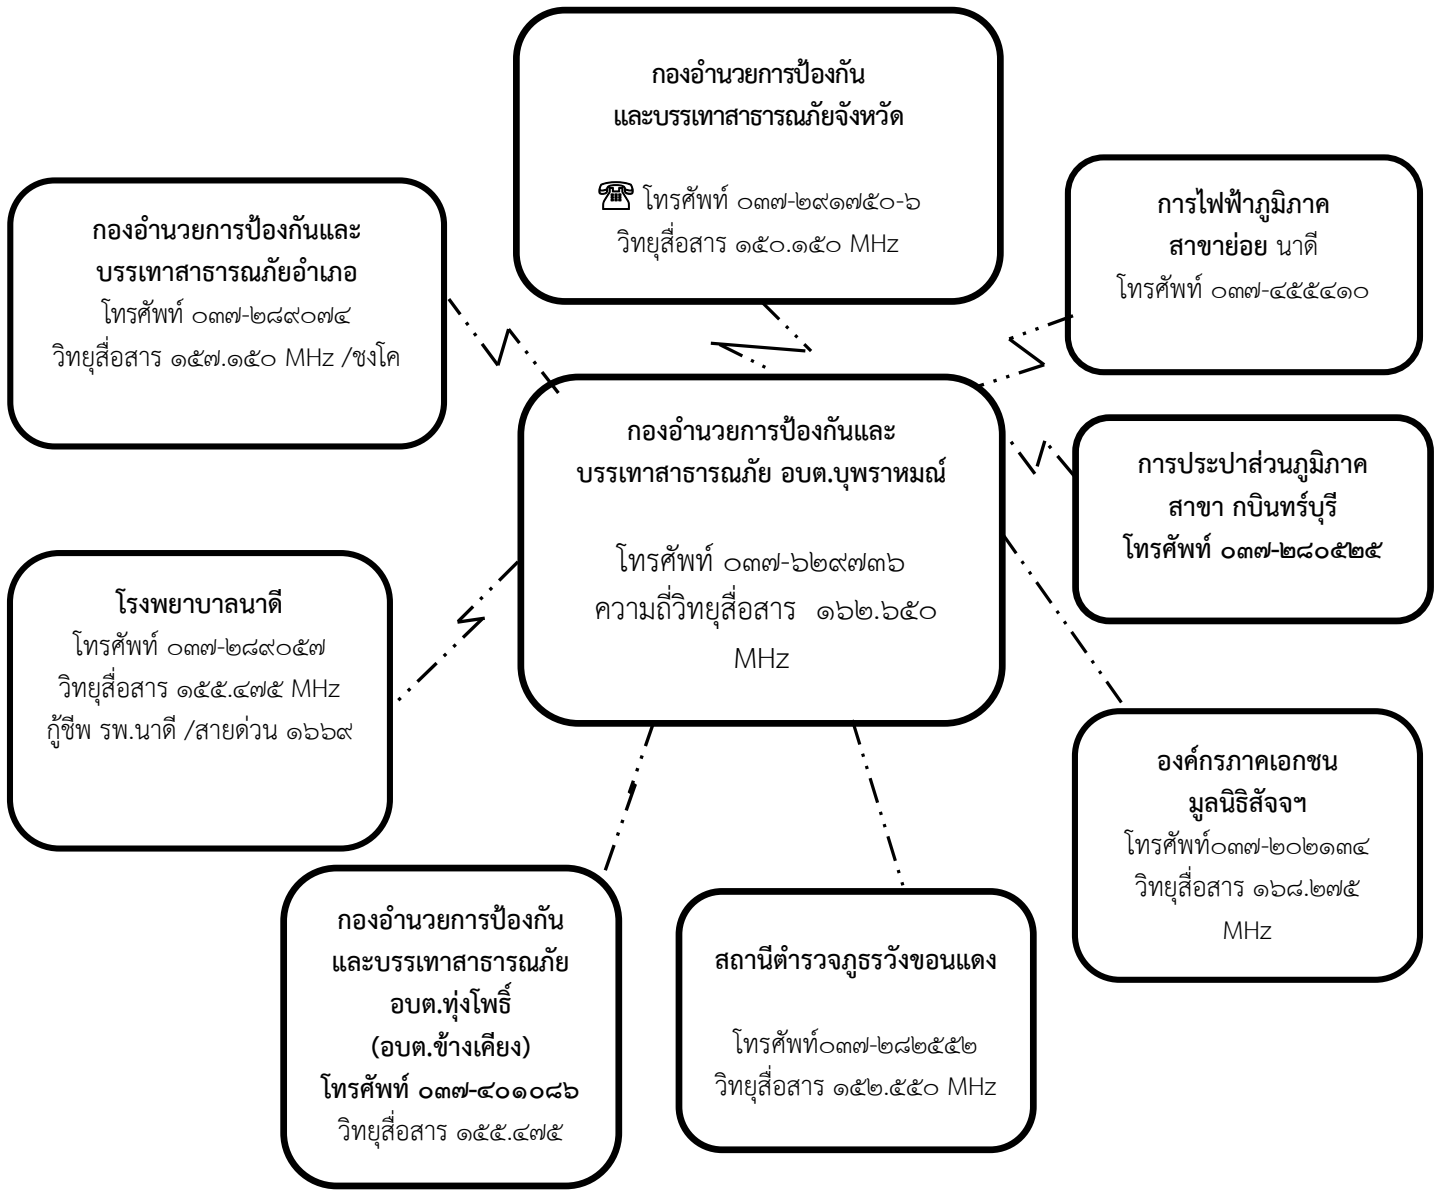 กองอำนวยการป้องกัน
และบรรเทาสาธารณภัยจังหวัด
☎ โทรศัพท์ ๐๓๗-๒๙๑๗๕๐-๖
วิทยุสื่อสาร ๑๕๐.๑๕๐ MHz
กองอำนวยการป้องกันและ
บรรเทาสาธารณภัยอำเภอ
โทรศัพท์ ๐๓๗-๒๘๙๐๗๔
วิทยุสื่อสาร ๑๕๗.๑๕๐ MHz /ชงโค
การไฟฟ้าภูมิภาค
สาขาย่อย นาดี
โทรศัพท์ ๐๓๗-๔๕๕๔๑๐
กองอำนวยการป้องกันและ
บรรเทาสาธารณภัย อบต.บุพราหมณ์
โทรศัพท์ ๐๓๗-๖๒๙๗๓๖
ความถี่วิทยุสื่อสาร ๑๖๒.๖๕๐
MHz
การประปาส่วนภูมิภาค
สาขา กบินทร์บุรี
โทรศัพท์ ๐๓๗-๒๘๐๕๒๕
โรงพยาบาลนาดี
โทรศัพท์ ๐๓๗-๒๘๙๐๕๗
วิทยุสื่อสาร ๑๕๕.๔๗๕ MHz
กู้ชีพ รพ.นาดี /สายด่วน ๑๖๖๙
องค์กรภาคเอกชน
มูลนิธิสัจจฯ
โทรศัพท์๐๓๗-๒๐๒๑๓๔
วิทยุสื่อสาร ๑๖๘.๒๗๕
MHz
กองอำนวยการป้องกัน
และบรรเทาสาธารณภัย
อบต.ทุ่งโพธิ์
(อบต.ข้างเคียง)
โทรศัพท์ ๐๓๗-๔๐๑๐๘๖
วิทยุสื่อสาร ๑๕๕.๔๗๕
สถานีตำรวจภูธรวังขอนแดง
โทรศัพท์๐๓๗-๒๘๒๕๕๒
วิทยุสื่อสาร ๑๕๒.๕๕๐ MHz